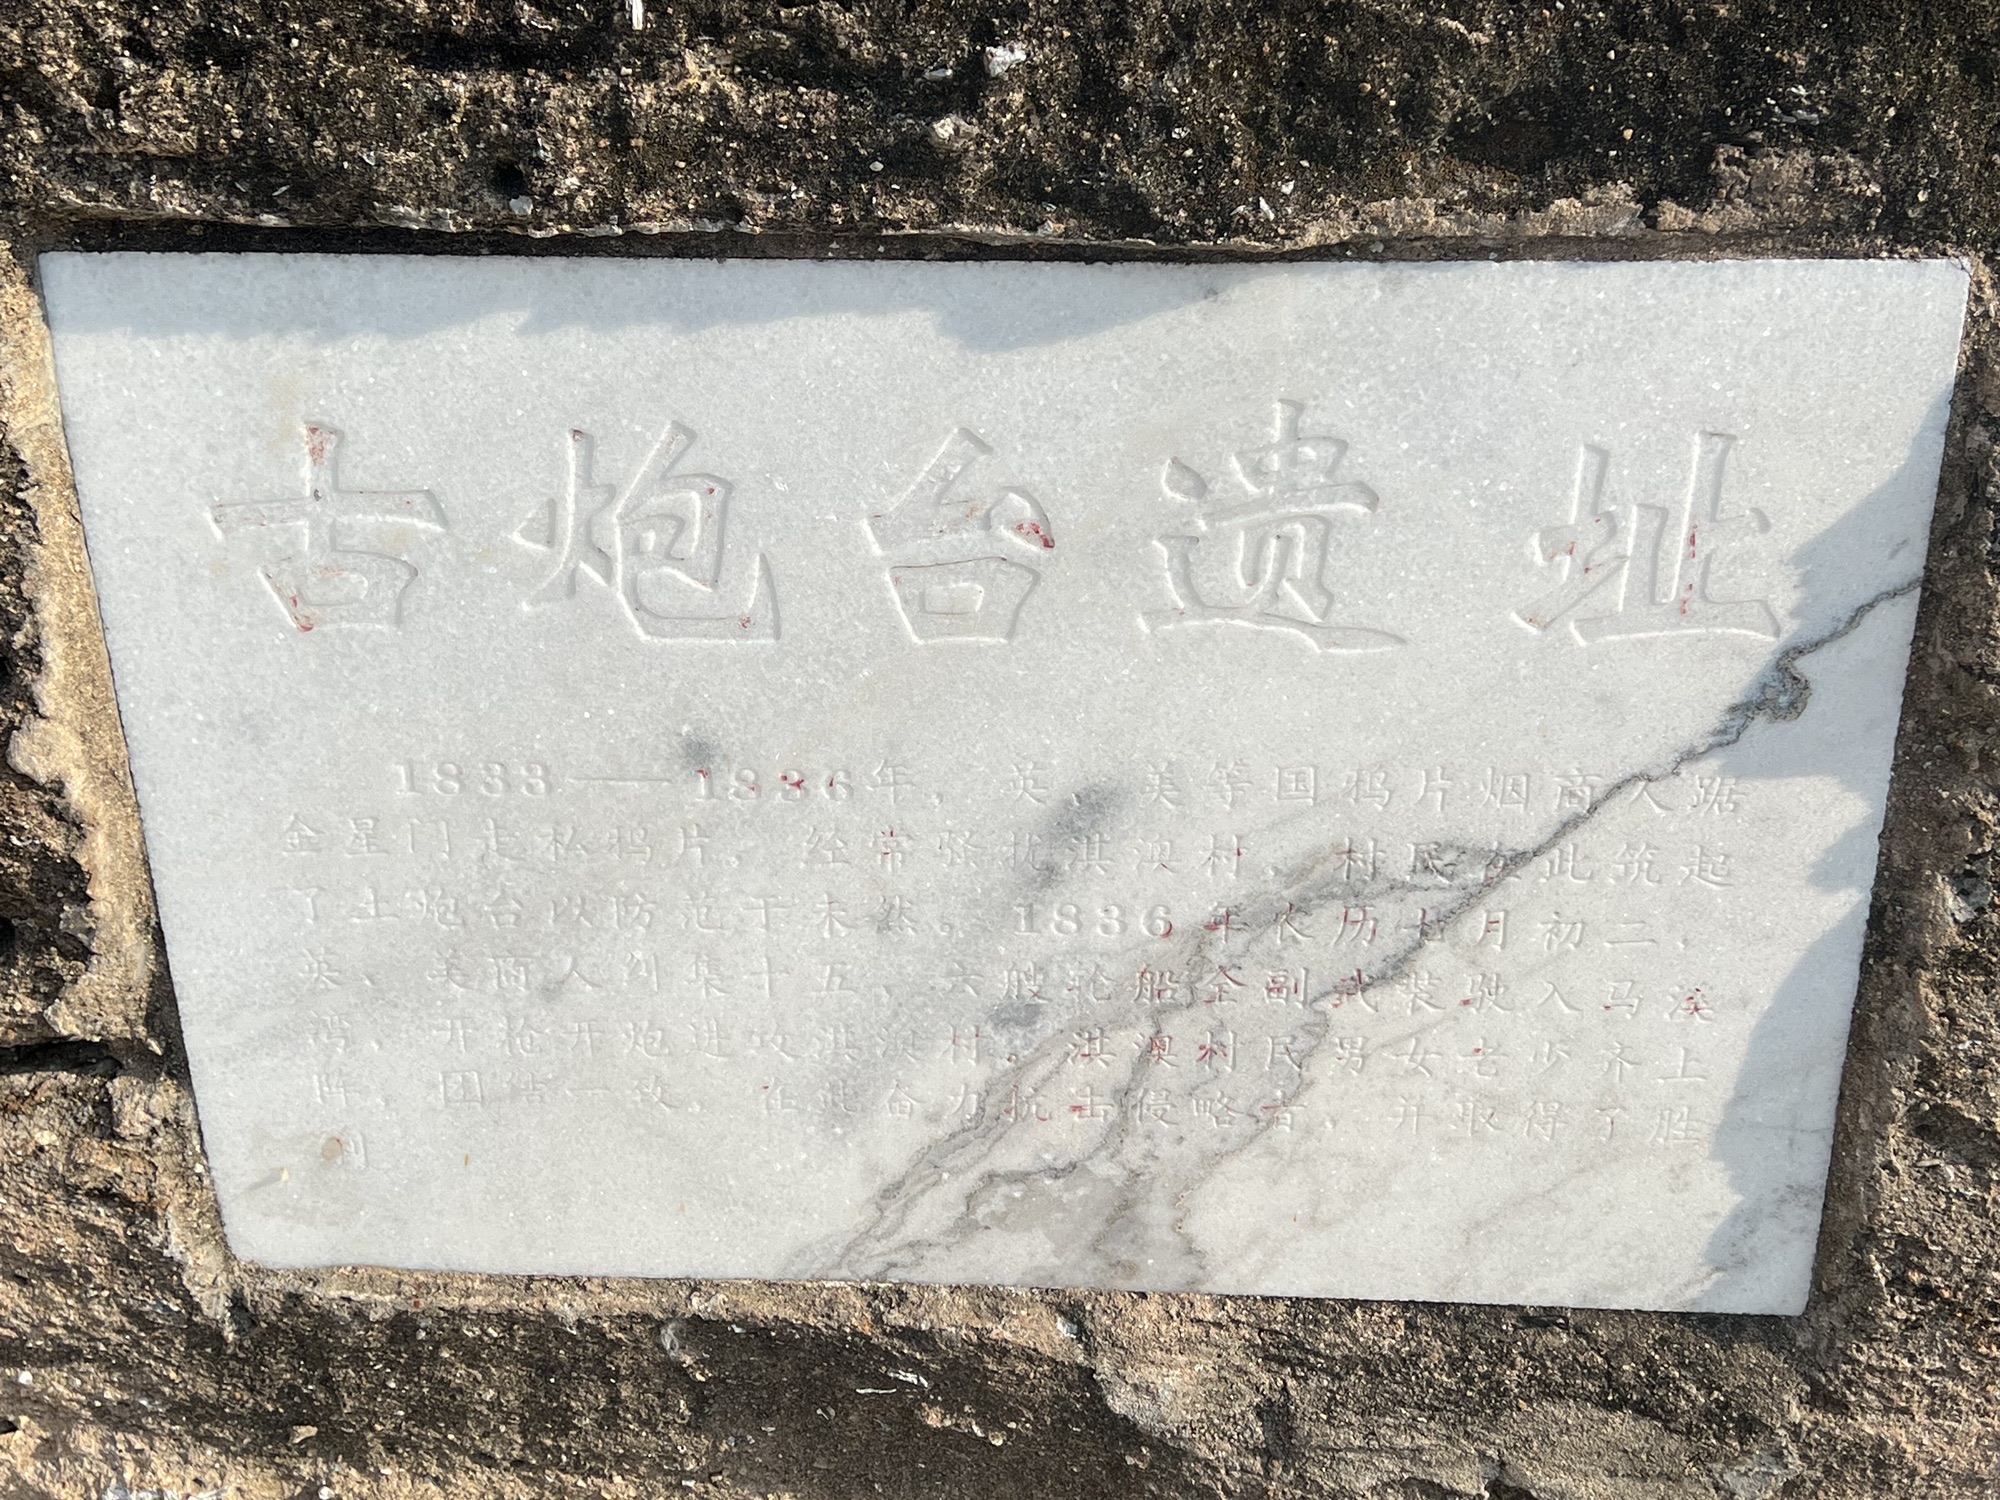 古炮台遗址
1833——1836年，英、美等国鸦片烟商人踞
金星门走私鸦片。经常骚扰淇澳村，村民在此筑起
了土炮台以防范于未然。1836年农历七月初二，
英、美商人纠集十五、六艘轮船全副武装驶入马溪
湾，开枪开炮进攻淇澳村。淇澳村民男女老少齐上
阵，团结一致，在此奋力抗击侵略者，并取得了胜
利